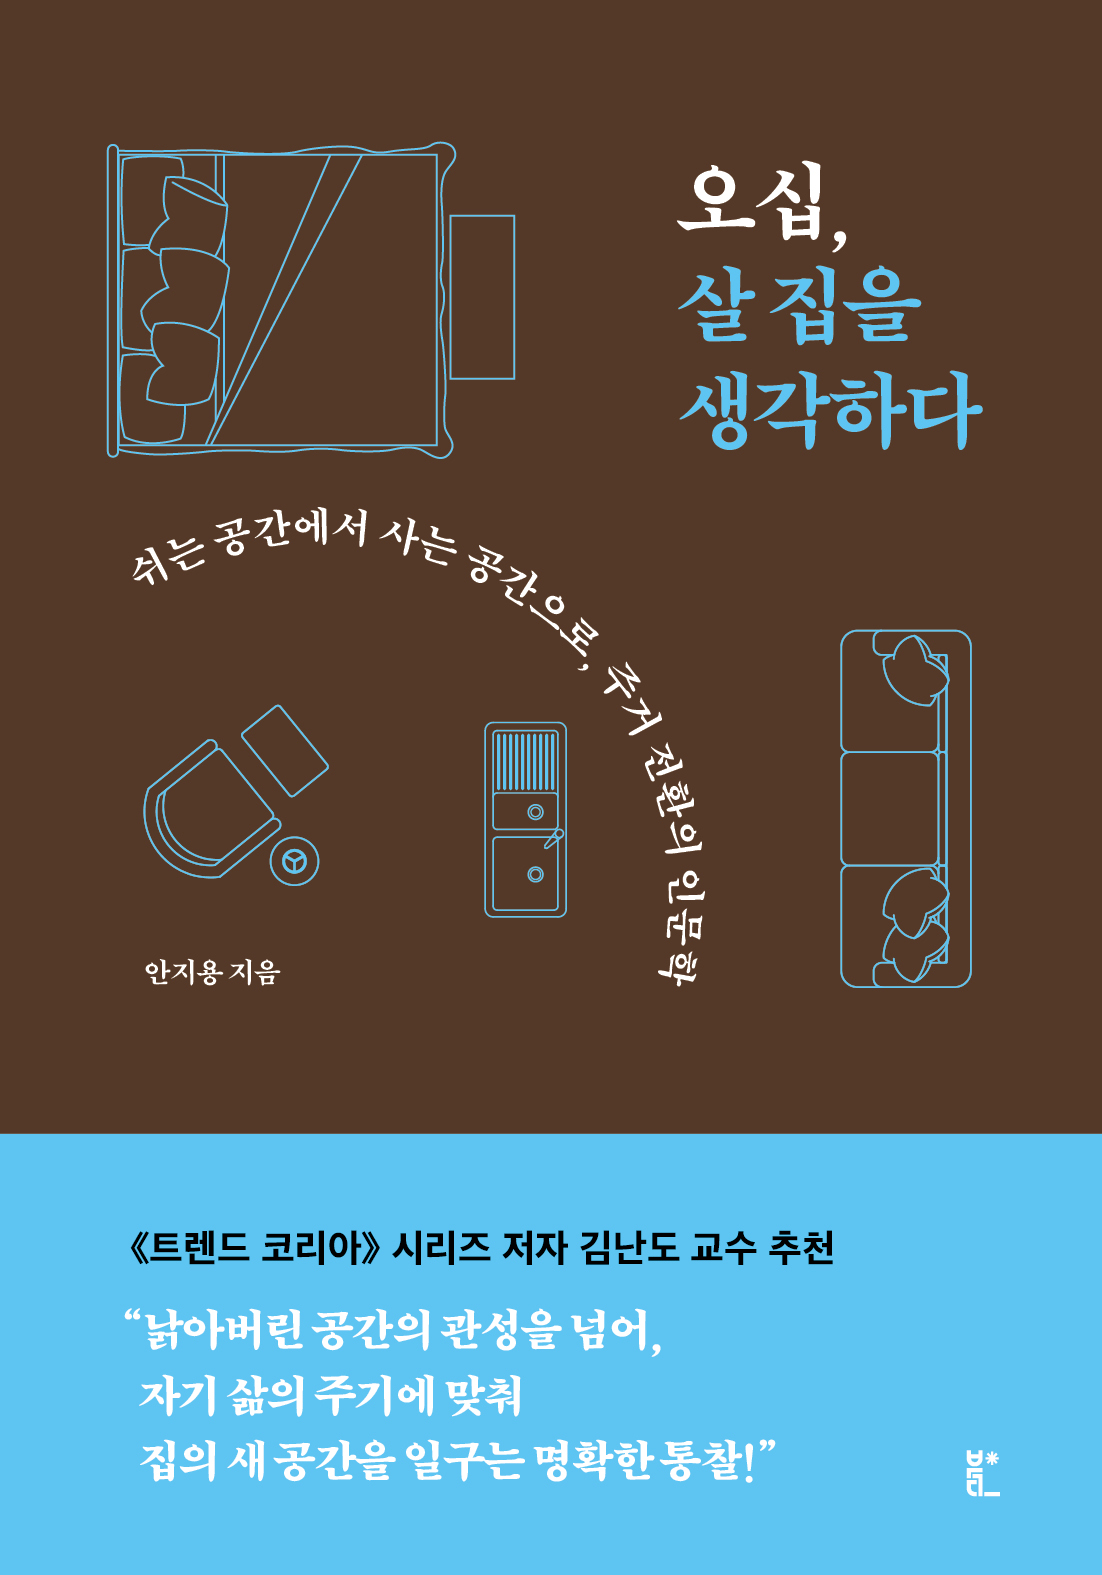 오십,
살 집을
생각하다
쉬는 공간에서 사는 공간으로, 주거 전환의 인문학
안지용 지음
《트렌드 코리아》 시리즈 저자 김난도 교수 추천
“낡아버린 공간의 관성을 넘어,
자기 삶의 주기에 맞춰
집의 새 공간을 일구는 명확한 통찰!”